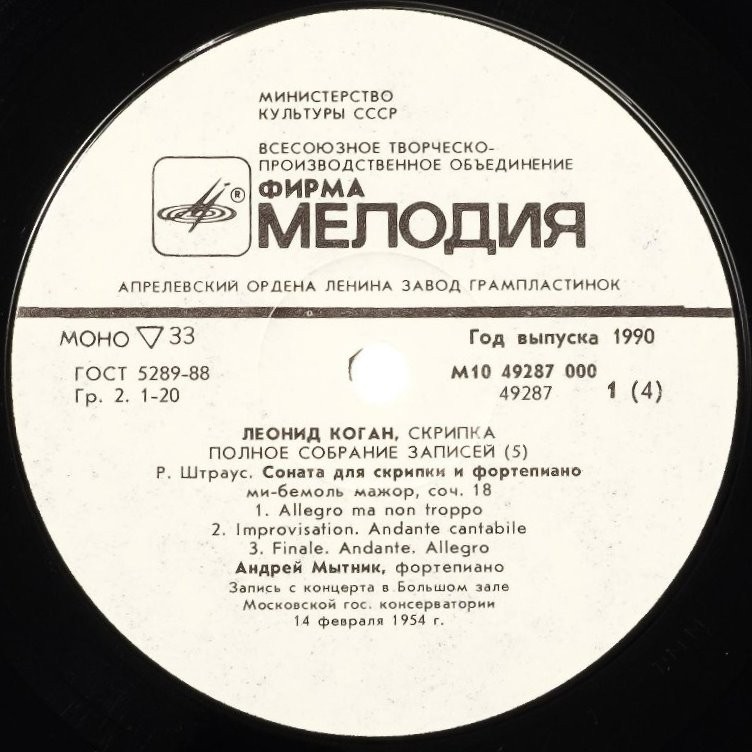 МИНИСТЕРСТВО
КУЛЬТУРЫ СССР
ВСЕСОЮЗНОЕ ТВОРЧЕСКО-
ПРОИЗВОДСТВЕННОЕ ОБЪЕДИНЕНИЕ
®
ФИРМА
МЕЛОДИЯ
АПРЕЛЕВСКИЙ ОРДЕНА ЛЕНИНА ЗАВОД ГРАМПЛАСТИНОК
МОНО ▽ 33
Год выпуска 1990
ГОСТ 5289-88
М10 49287 000
Гр. 2. 1-20
49287 1 (4)
ЛЕОНИД КОГАН, СКРИПКА
ПОЛНОЕ СОБРАНИЕ ЗАПИСЕЙ (5)
Р. Штраус. Соната для скрипки и фортепиано
ми-бемоль мажор, соч. 18
1. Allegro ma non troppo
2. Improvisation. Andante cantabile
3. Finale. Andante. Allegro
Андрей Мытник, фортепиано
Запись с концерта в Большом зале
Московской гос. консерватории
14 февраля 1954 г.